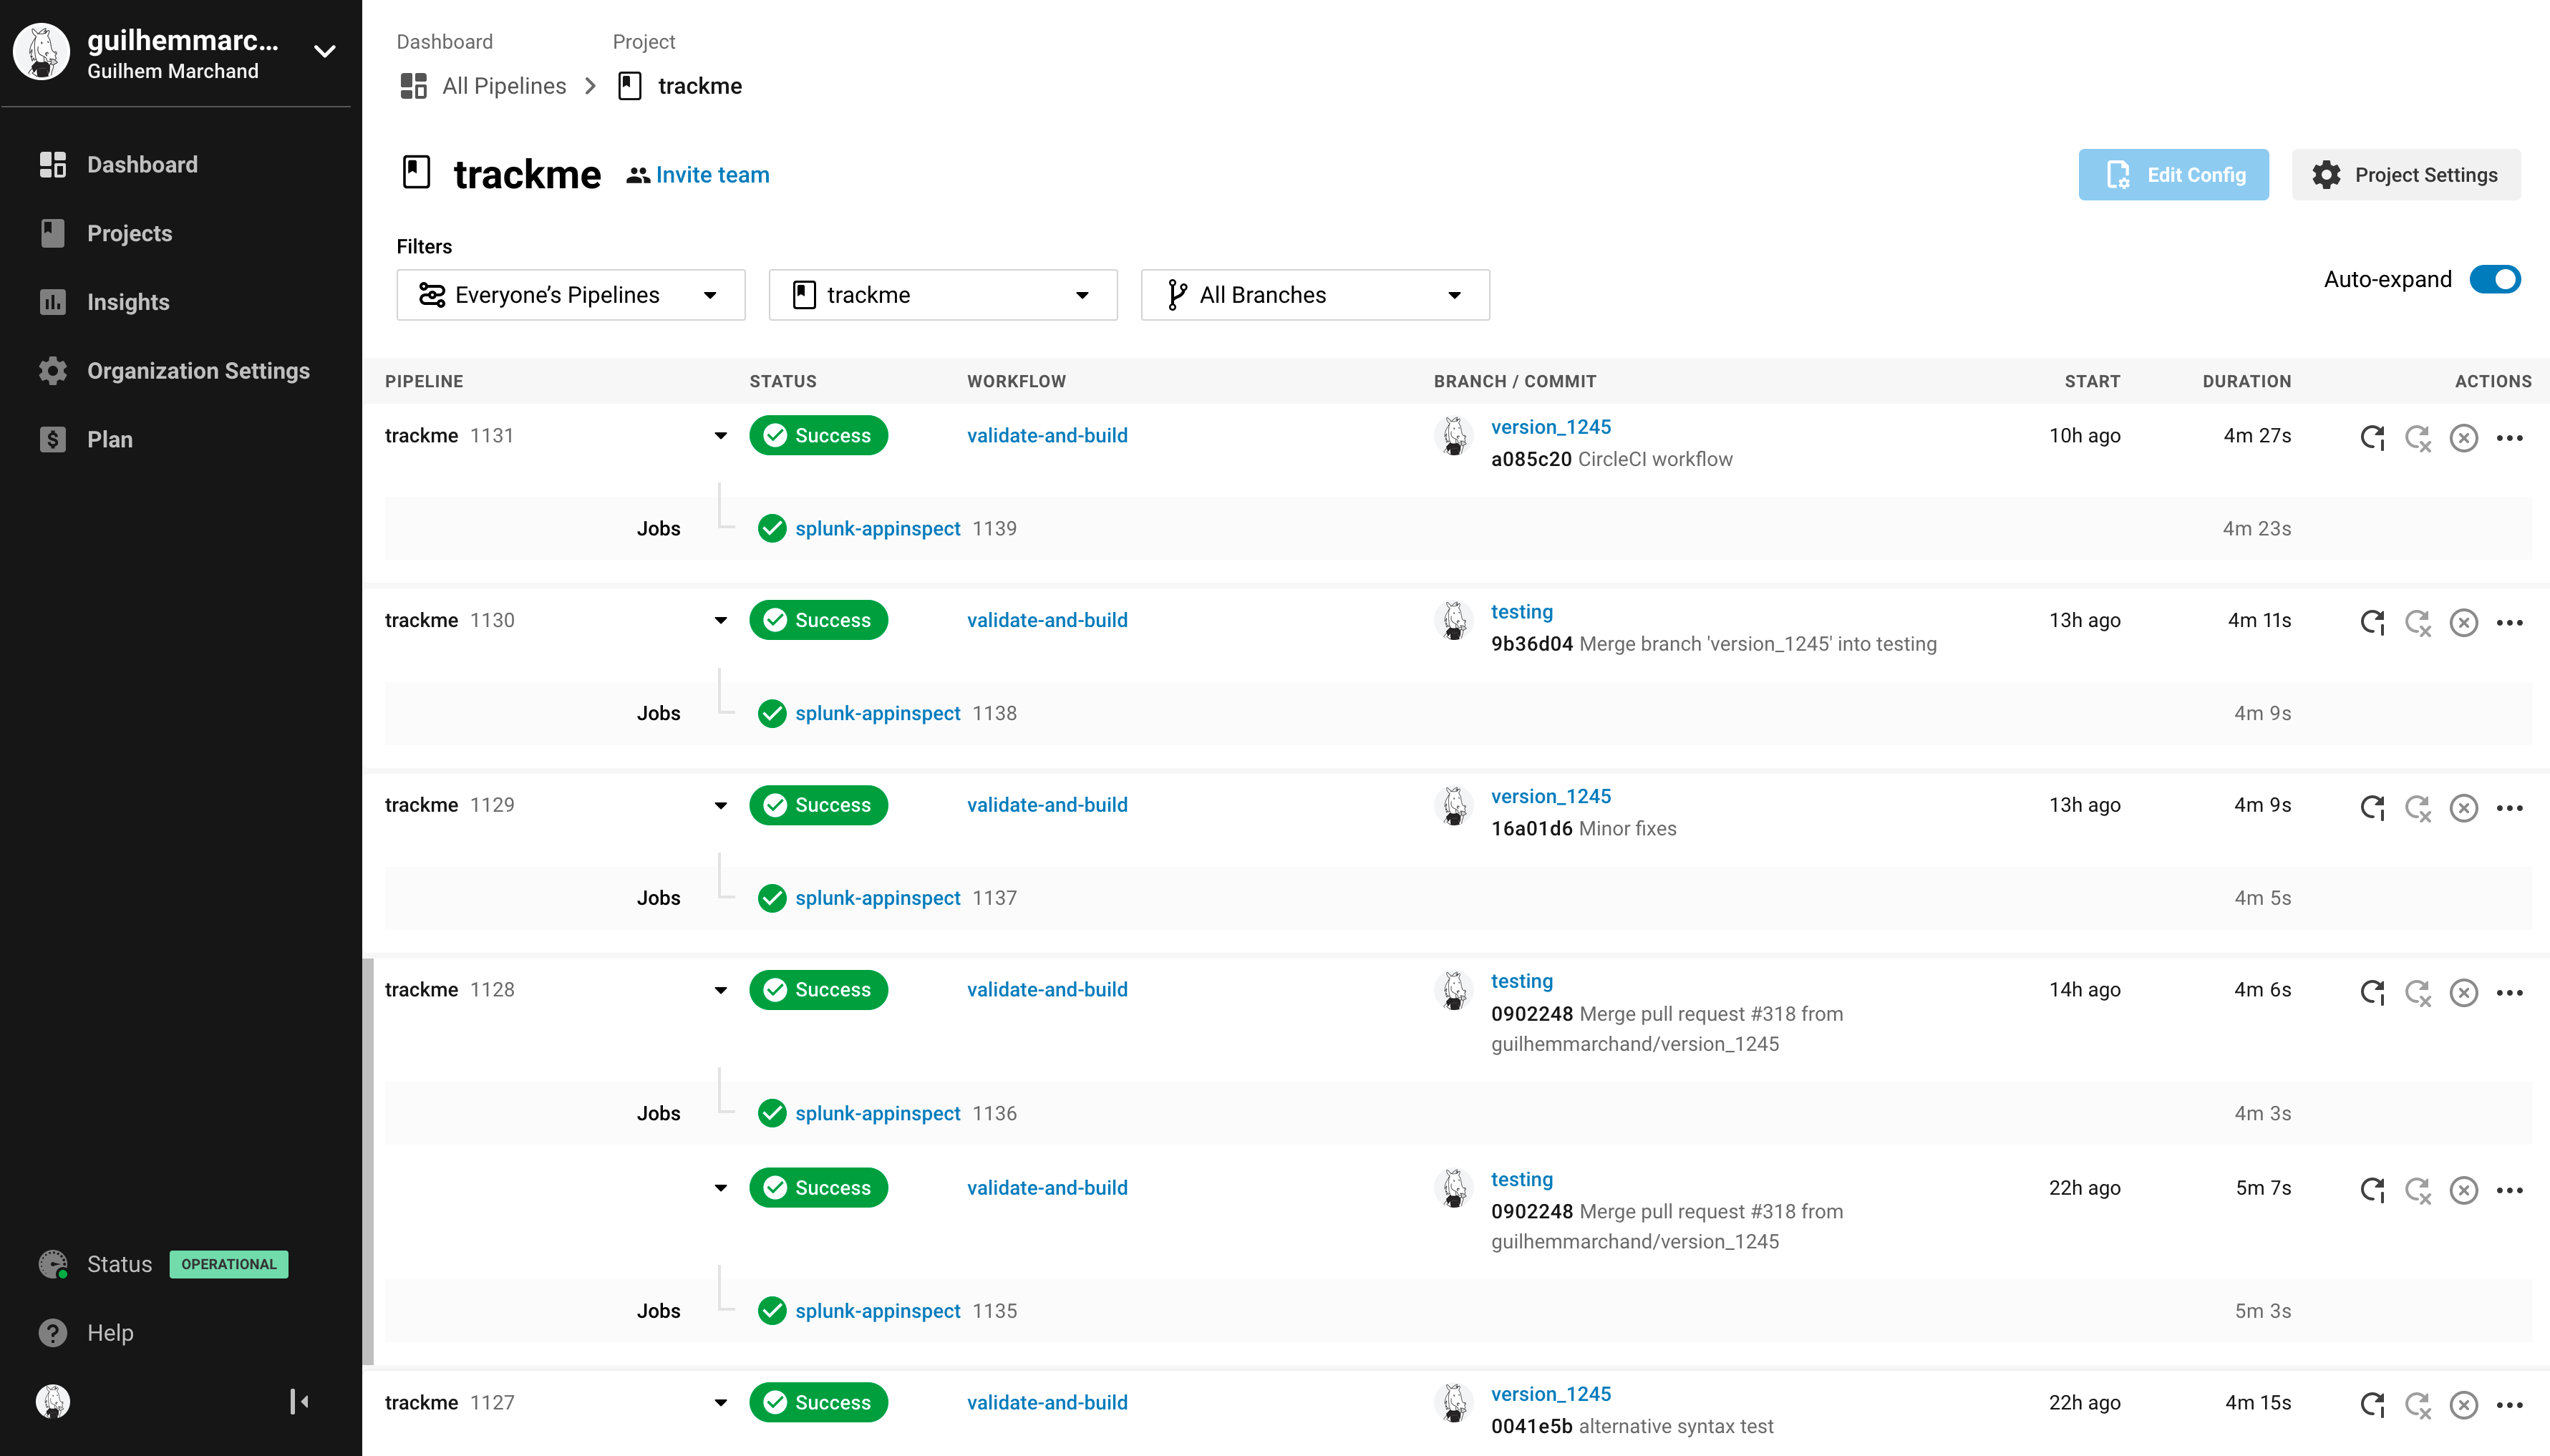 guilhemmarc...
Guilhem Marchand
Dashboard
Projects
Insights
Organization Settings
Plan
Status OPERATIONAL
Help
Dashboard Project
All Pipelines trackme
trackme Invite team
Edit Config Project Settings
Filters
Everyone’s Pipelines trackme All Branches
Auto-expand
PIPELINE STATUS WORKFLOW BRANCH / COMMIT START DURATION ACTIONS
trackme 1131 Success validate-and-build version_1245 10h ago 4m 27s
a085c20 CircleCI workflow
Jobs splunk-appinspect 1139 4m 23s
trackme 1130 Success validate-and-build testing 13h ago 4m 11s
9b36d04 Merge branch 'version_1245' into testing
Jobs splunk-appinspect 1138 4m 9s
trackme 1129 Success validate-and-build version_1245 13h ago 4m 9s
16a01d6 Minor fixes
Jobs splunk-appinspect 1137 4m 5s
trackme 1128 Success validate-and-build testing 14h ago 4m 6s
0902248 Merge pull request #318 from
guilhemmarchand/version_1245
Jobs splunk-appinspect 1136 4m 3s
Success validate-and-build testing 22h ago 5m 7s
0902248 Merge pull request #318 from
guilhemmarchand/version_1245
Jobs splunk-appinspect 1135 5m 3s
trackme 1127 Success validate-and-build version_1245 22h ago 4m 15s
0041e5b alternative syntax test